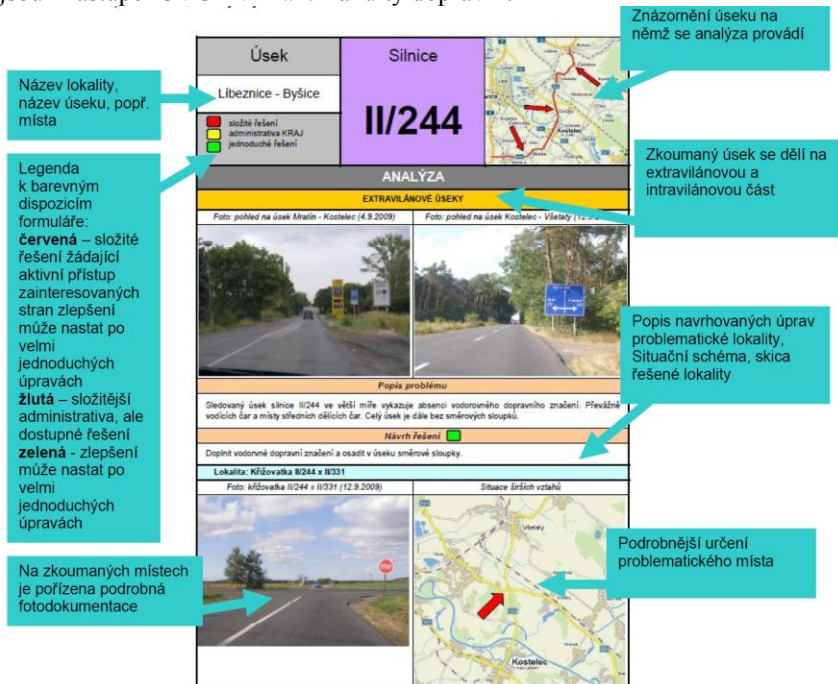 Úsek
Silnice
Líbeznice - Byšice
II/244
složité řešení
administrativa KRAJ
jednoduché řešení
ANALÝZA
EXTRAVILÁNOVÉ ÚSEKY
Foto: pohled na úsek Mratín - Kostelec (4.9.2009)
Foto: pohled na úsek Kostelec - Všetaty (12.9
Popis problému
Sledovaný úsek silnice II/244 ve větší míře vykazuje absenci vodorovného dopravního značení. Převážně
vodicích čar a místy středních dělících čar. Celý úsek je dále bez směrových sloupků.
Návrh řešení
Doplnit vodorovné dopravní značení a osadit v úseku směrové sloupky.
Lokalita: Křižovatka II/244 x II/331
Foto: křižovatka II/244 x II/331 (12.9.2009)
Situace širších vztahů
STOP
Všetaty
Kostelec
Název lokality,
název úseku, popř.
místa
Legenda
k barevným
dispozicím
formuláře:
červená – složité
řešení žádající
aktivní přístup
zainteresovaných
stran zlepšení
může nastat po
velmi
jednoduchých
úpravách
žlutá – složitější
administrativa, ale
dostupné řešení
zelená - zlepšení
může nastat po
velmi
jednoduchých
úpravách
Na zkoumaných místech
je pořízena podrobná
fotodokumentace
Znázornění úseku na
němž se analýza provádí
Zkoumaný úsek se dělí na
extravilánovou a
intravilánovou část
Popis navrhovaných úprav
problematické lokality,
Situační schéma, skica
řešené lokality
Podrobnější určení
problematického místa